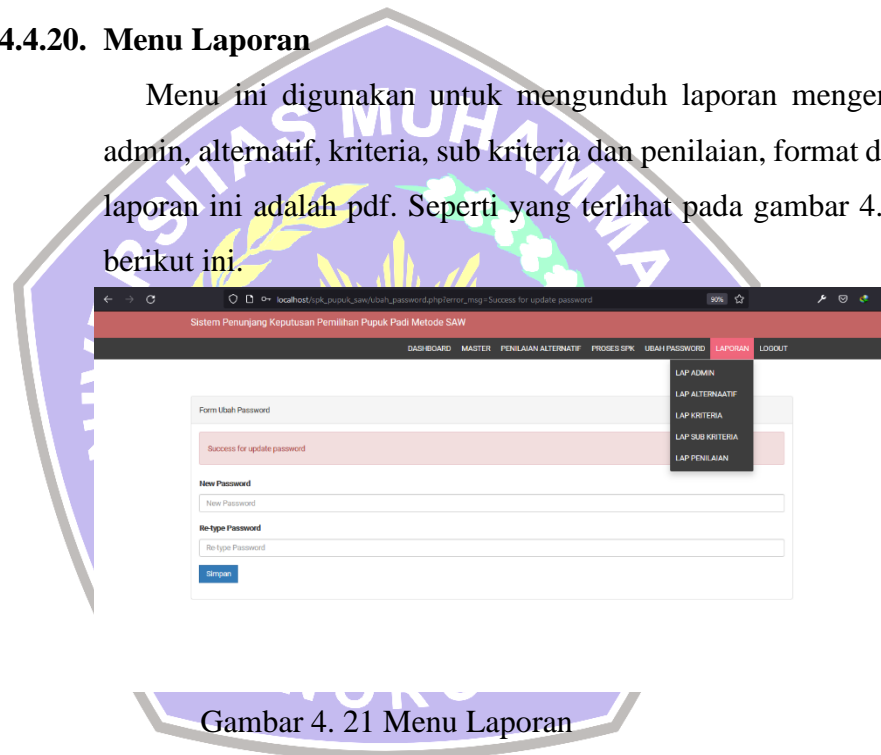 4.4.20. Menu Laporan
Menu ini digunakan untuk mengunduh laporan
admin, alternatif, kriteria, sub kriteria dan penilaian, format
laporan ini adalah pdf. Seperti yang terlihat pada gambar 4.
berikut ini.
localhost/spk_pupuk_saw/ubah_password.php?error_msg=Success for update password
90%
Sistem Penunjang Keputusan Pemilihan Pupuk Padi Metode SAW
DASHBOARD MASTER PENILAIAN ALTERNATIF PROSES SPK UBAH PASSWORD LAPORAN LOGOUT
LAP ADMIN
LAP ALTERNAATIF
LAP KRITERIA
LAP SUB KRITERIA
LAP PENILAIAN
Form Ubah Password
Success for update password
New Password
New Password
Re-type Password
Re-type Password
Simpan
Gambar 4. 21 Menu Laporan